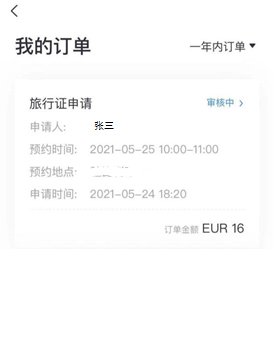 我的订单
一年内订单
旅行证申请
审核中
申请人: 张三
预约时间: 2021-05-25 10:00-11:00
预约地点:
申请时间: 2021-05-24 18:20
订单金额 EUR 16